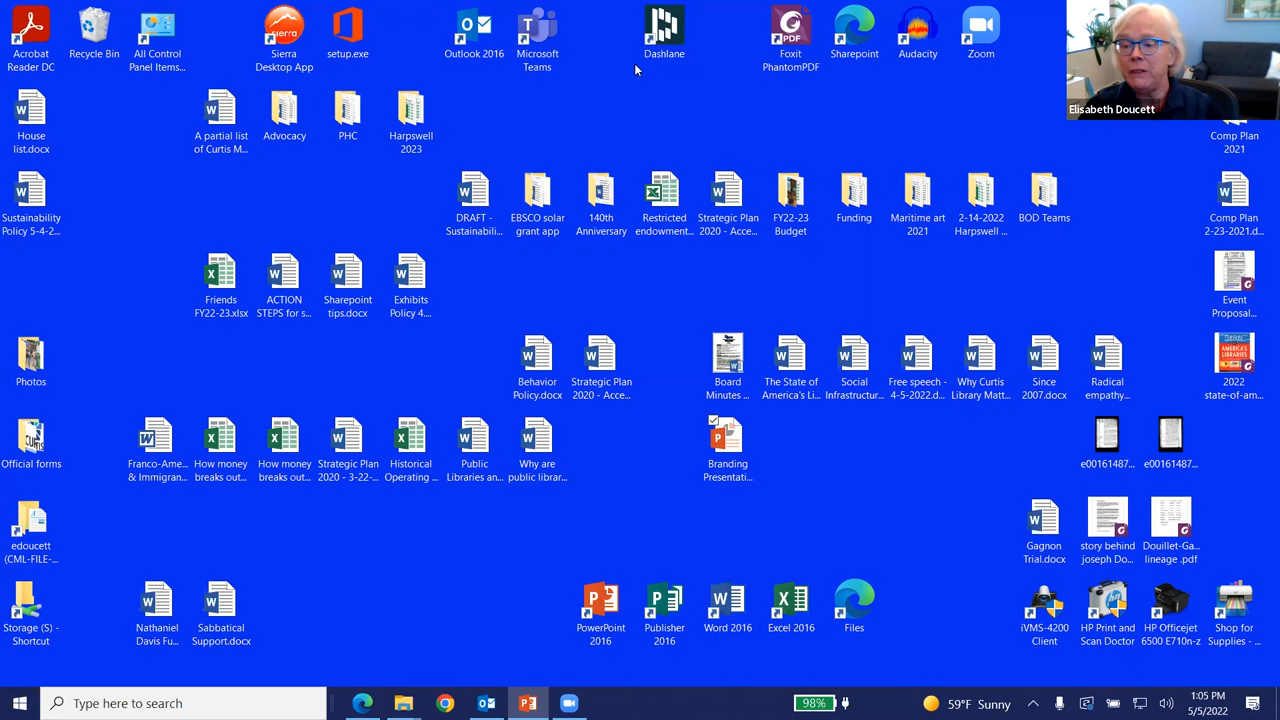 Acrobat
Reader DC
Recycle Bin
All Control
Panel Items...
Sierra
Desktop App
setup.exe
Outlook 2016
Microsoft
Teams
Dashlane
Foxit
PhantomPDF
Sharepoint
Audacity
Zoom
Elisabeth Doucett
House
list.docx
A partial list
of Curtis M...
Advocacy
PHC
Harpswell
2023
Comp Plan
2021
Sustainability
Policy 5-4-2...
DRAFT -
Sustainabili...
EBSCO solar
grant app
140th
Anniversary
Restricted
endowment...
Strategic Plan
2020 - Acce...
FY22-23
Budget
Funding
Maritime art
2021
2-14-2022
Harpswell ...
BOD Teams
Comp Plan
2-23-2021.d...
Friends
FY22-23.xlsx
ACTION
STEPS for s...
Sharepoint
tips.docx
Exhibits
Policy 4....
Event
Proposal...
Photos
Behavior
Policy.docx
Strategic Plan
2020 - Acce...
Board
Minutes ...
The State of
America's Li...
Social
Infrastructur...
Free speech -
4-5-2022.d...
Why Curtis
Library Matt...
Since
2007.docx
Radical
empathy...
AMERICA'S
LIBRARIES
2022
state-of-am...
Official forms
Franco-Ame...
& Immigran...
How money
breaks out...
How money
breaks out...
Strategic Plan
2020 - 3-22-...
Historical
Operating ...
Public
Libraries an...
Why are
public librar...
Branding
Presentati...
e00161487...
e00161487...
edoucett
(CML-FILE-...
Gagnon
Trial.docx
story behind
joseph Do...
Douillet-Ga...
lineage .pdf
Storage (S) -
Shortcut
Nathaniel
Davis Fu...
Sabbatical
Support.docx
PowerPoint
2016
Publisher
2016
Word 2016
Excel 2016
Files
iVMS-4200
Client
HP Print and
Scan Doctor
HP Officejet
6500 E710n-z
Shop for
Supplies - ...
Type here to search
98%
59°F Sunny
1:05 PM
5/5/2022